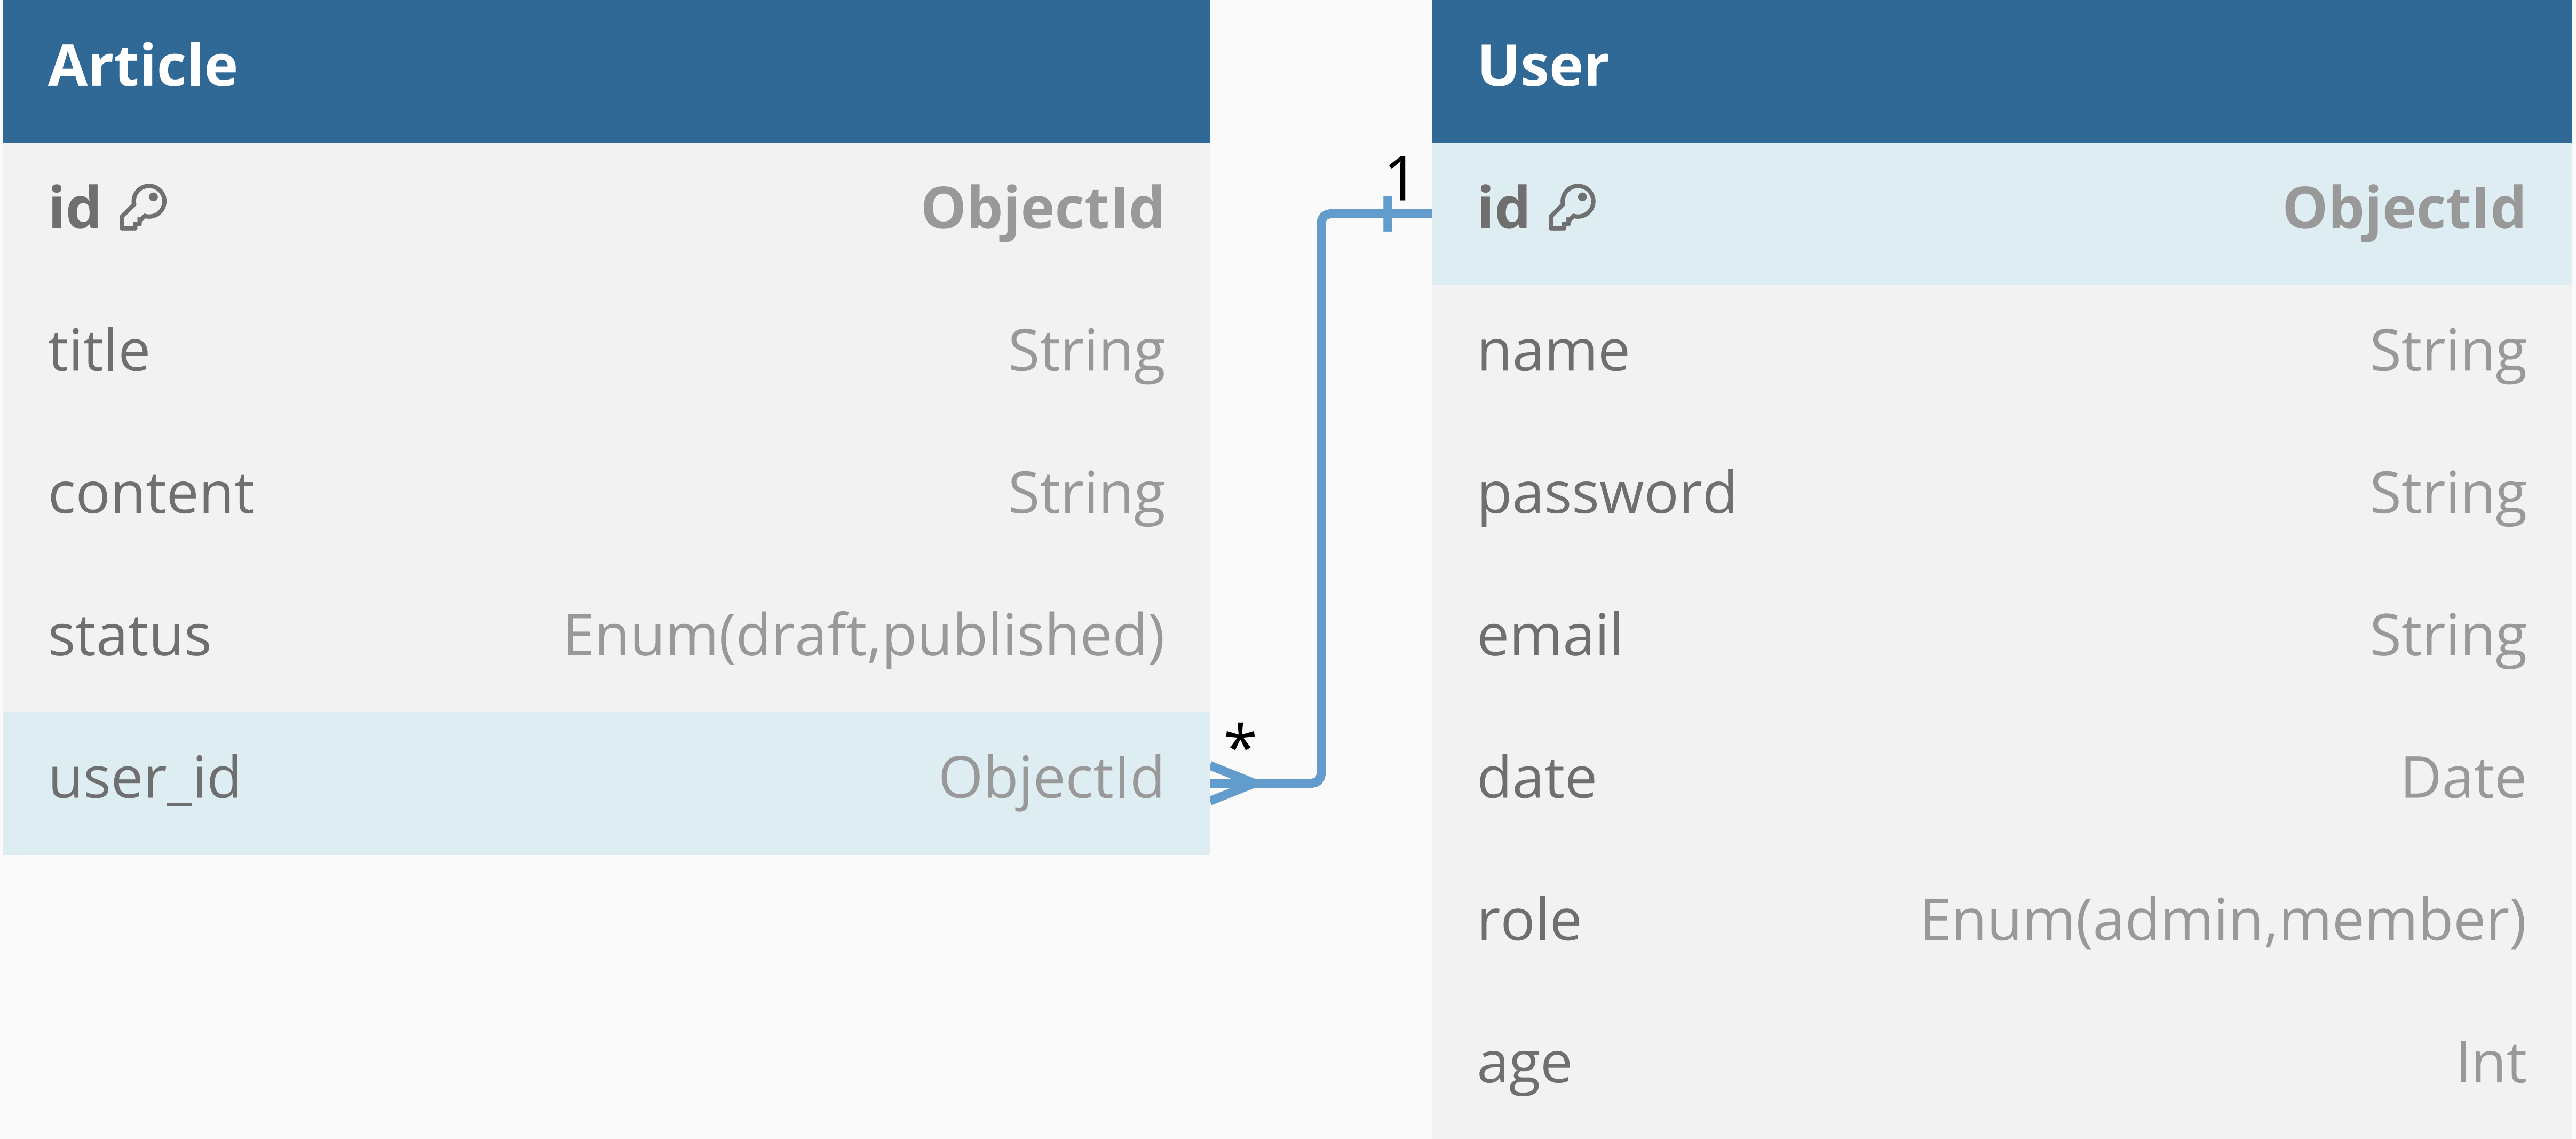 Article
id ObjectId
title String
content String
status Enum(draft,published)
user_id ObjectId
*
1
User
id ObjectId
name String
password String
email String
date Date
role Enum(admin,member)
age Int